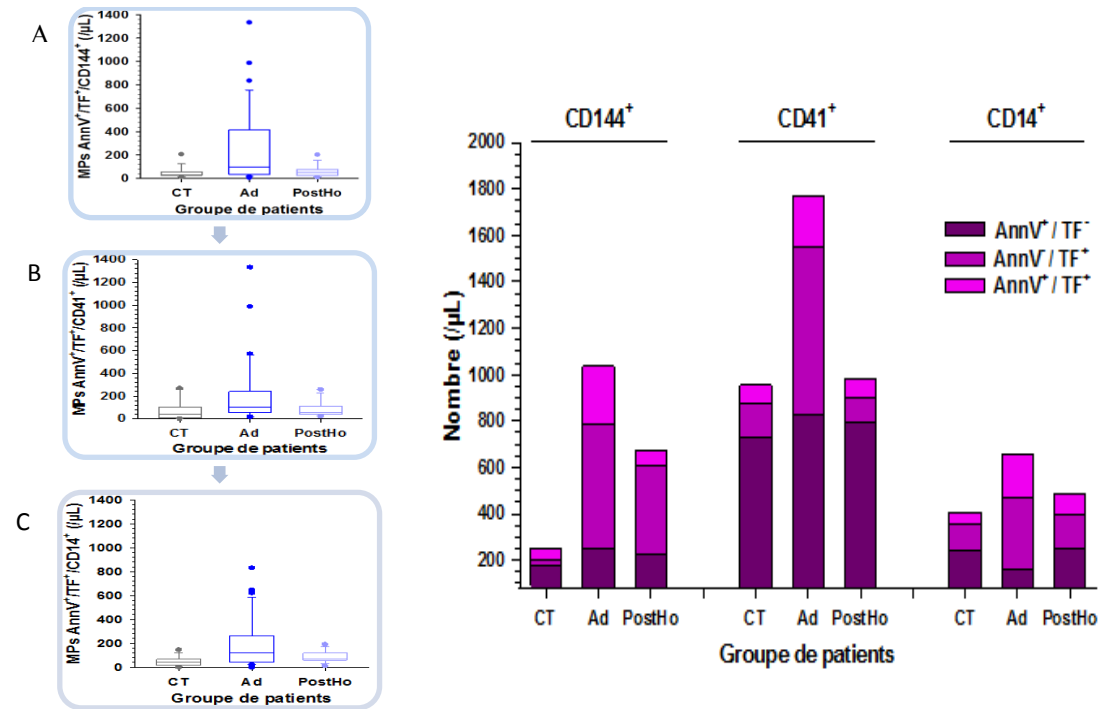 A
MPs AnnV⁺/TF⁺/CD144⁺ (/µL)
1400
1200
1000
800
600
400
200
0
CT Ad PostHo
Groupe de patients
B
MPs AnnV⁺/TF⁺/CD41⁺ (/µL)
1400
1200
1000
800
600
400
200
0
CT Ad PostHo
Groupe de patients
C
MPs AnnV⁺/TF⁺/CD14⁺ (/µL)
1400
1200
1000
800
600
400
200
0
CT Ad PostHo
Groupe de patients
CD144⁺ CD41⁺ CD14⁺
Nombre (/µL)
2000
1800
1600
1400
1200
1000
800
600
400
200
AnnV⁺ / TF⁻
AnnV⁻/ TF⁺
AnnV⁺ / TF⁺
CT Ad PostHo CT Ad PostHo CT Ad PostHo
Groupe de patients